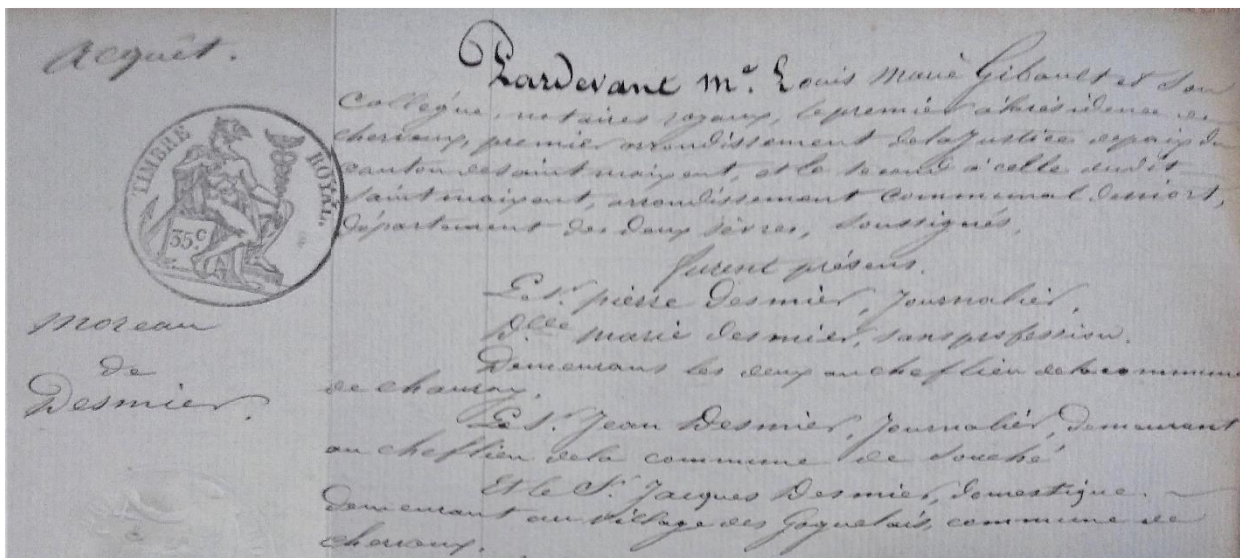 Acquêt.
TIMBRE ROYAL.
35c.
Moreau
de
Desmier.
Pardevant Me. Louis Marie Gibault et Son
Collègue, notaires royaux, le premier à la résidence de
cherveux, premier arrondissement de la Justice de paix du
canton de saint maixent, et le second à celle dudit
saint maixent, arrondissement communal de niort,
département des deux sèvres, soussignés,
furent présens.
Le Sr. pierre Desmier, Journalier,
Dlle marie desmier, sans profession.
Demeurans les deux au chef lien de la commune
de chauray.
Le Sr. Jean Desmier, Journalier, demeurant
au chef lien de la commune de Souché
Et le Sr. Jacques Desmier, domestique.
Demeurant au village des Goguelais, commune de
cherveux.